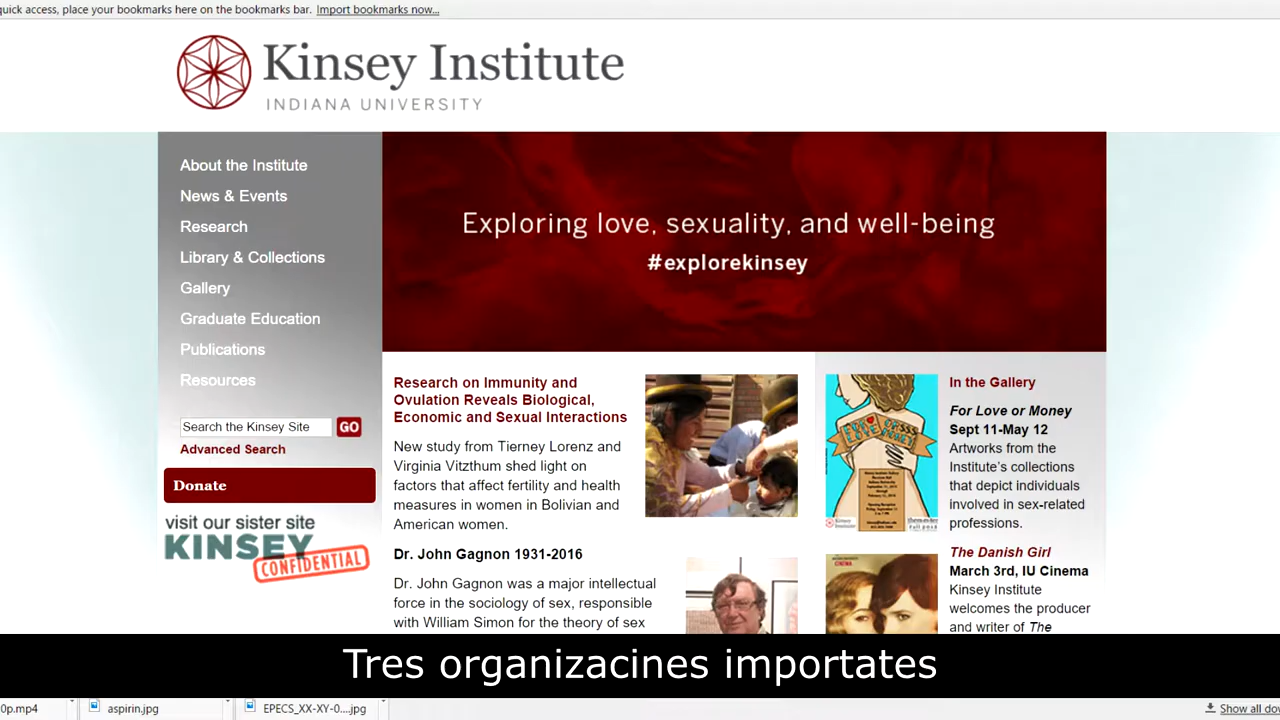 quick access, place your bookmarks here on the bookmarks bar. Import bookmarks now...
Kinsey Institute
INDIANA UNIVERSITY
About the Institute
News & Events
Research
Library & Collections
Gallery
Graduate Education
Publications
Resources
Search the Kinsey Site GO
Advanced Search
Donate
visit our sister site
KINSEY
CONFIDENTIAL
Exploring love, sexuality, and well-being
#explorekinsey
Research on Immunity and
Ovulation Reveals Biological,
Economic and Sexual Interactions
New study from Tierney Lorenz and
Virginia Vitzthum shed light on
factors that affect fertility and health
measures in women in Bolivian and
American women.
Dr. John Gagnon 1931-2016
Dr. John Gagnon was a major intellectual
force in the sociology of sex, responsible
with William Simon for the theory of sex
In the Gallery
For Love or Money
Sept 11-May 12
Artworks from the
Institute's collections
that depict individuals
involved in sex-related
professions.
The Danish Girl
March 3rd, IU Cinema
Kinsey Institute
welcomes the producer
and writer of The
Tres organizacines importates
0p.mp4
aspirin.jpg
EPECS_XX-XY-0....jpg
Show all dow